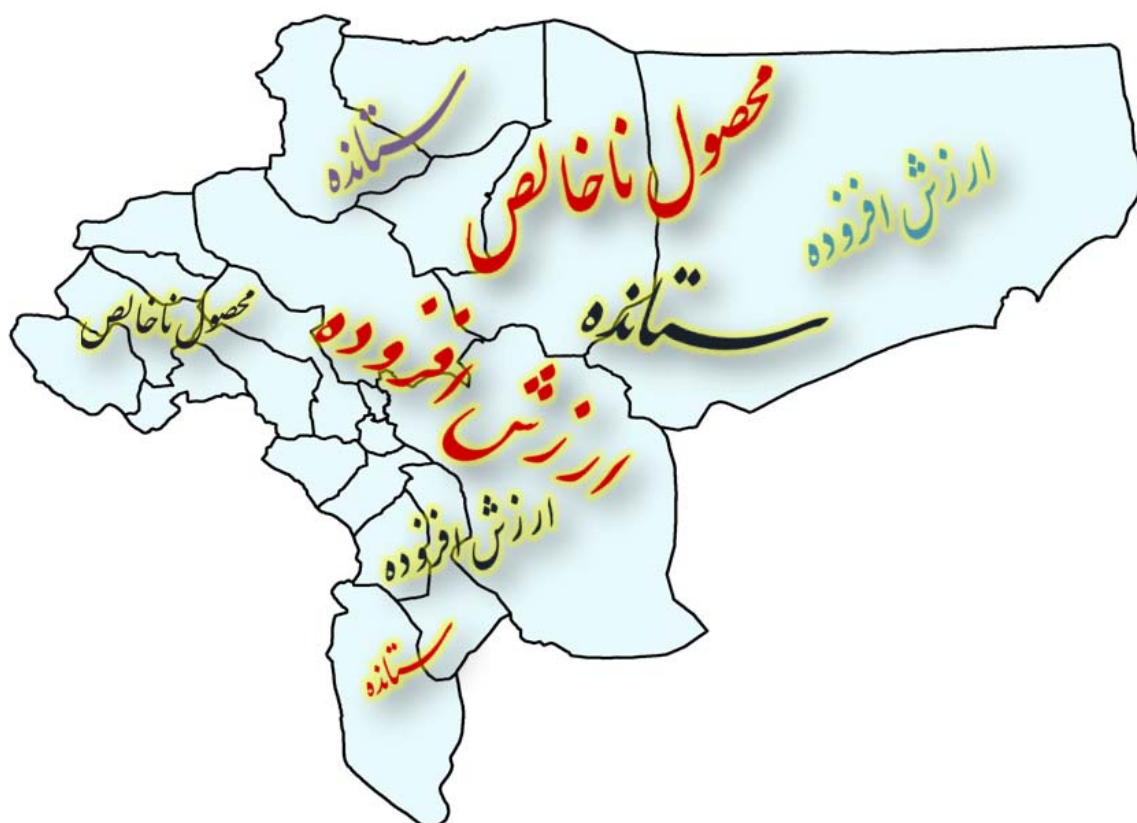 ستانده
محصول ناخالص
ارزش افزوده
ستانده
محصول ناخالص
ارزش افزوده
ارزش افزوده
ستانده